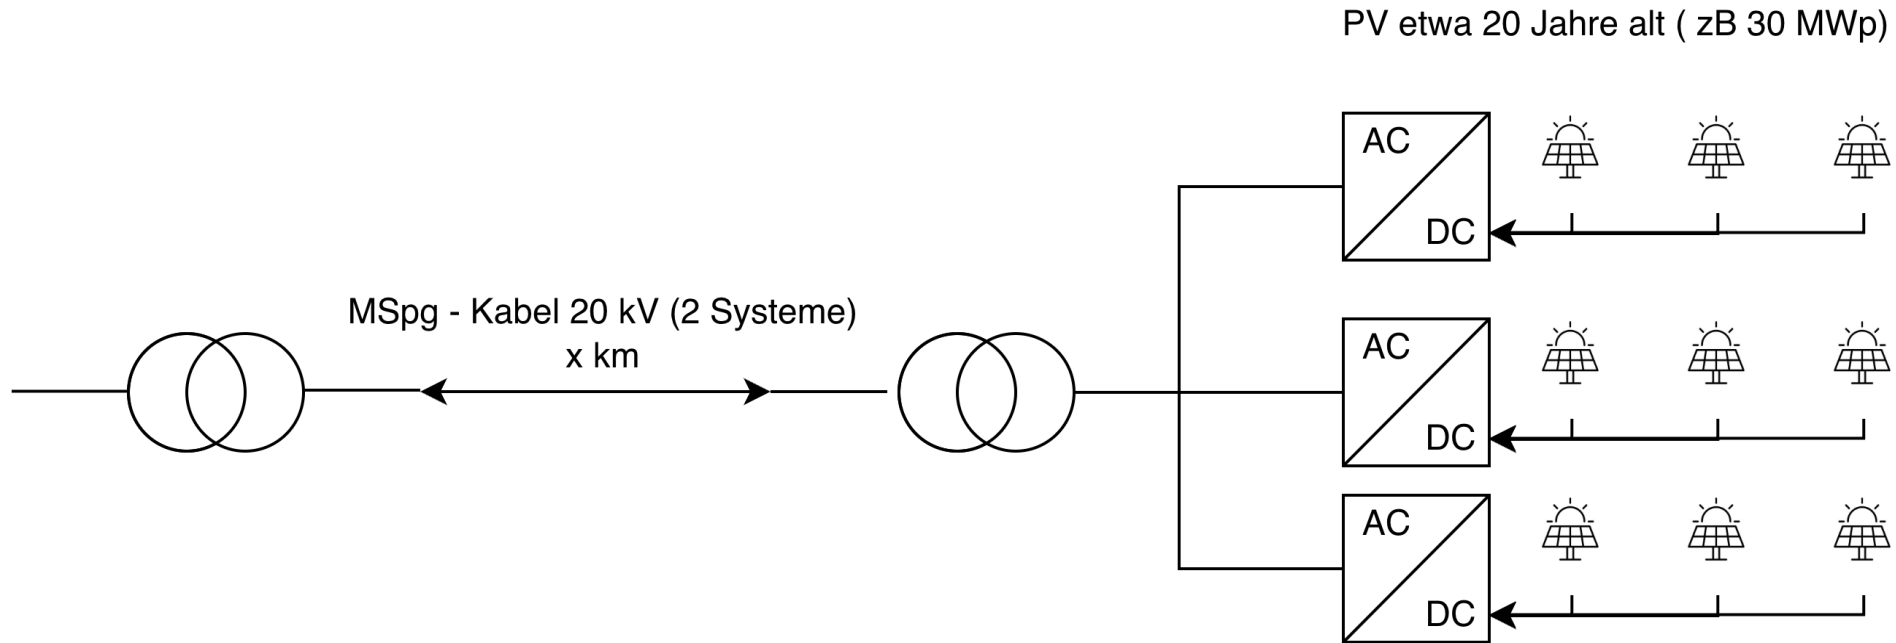 PV etwa 20 Jahre alt ( zB 30 MWp)
AC
DC
MSpg - Kabel 20 kV (2 Systeme)
x km
AC
DC
AC
DC